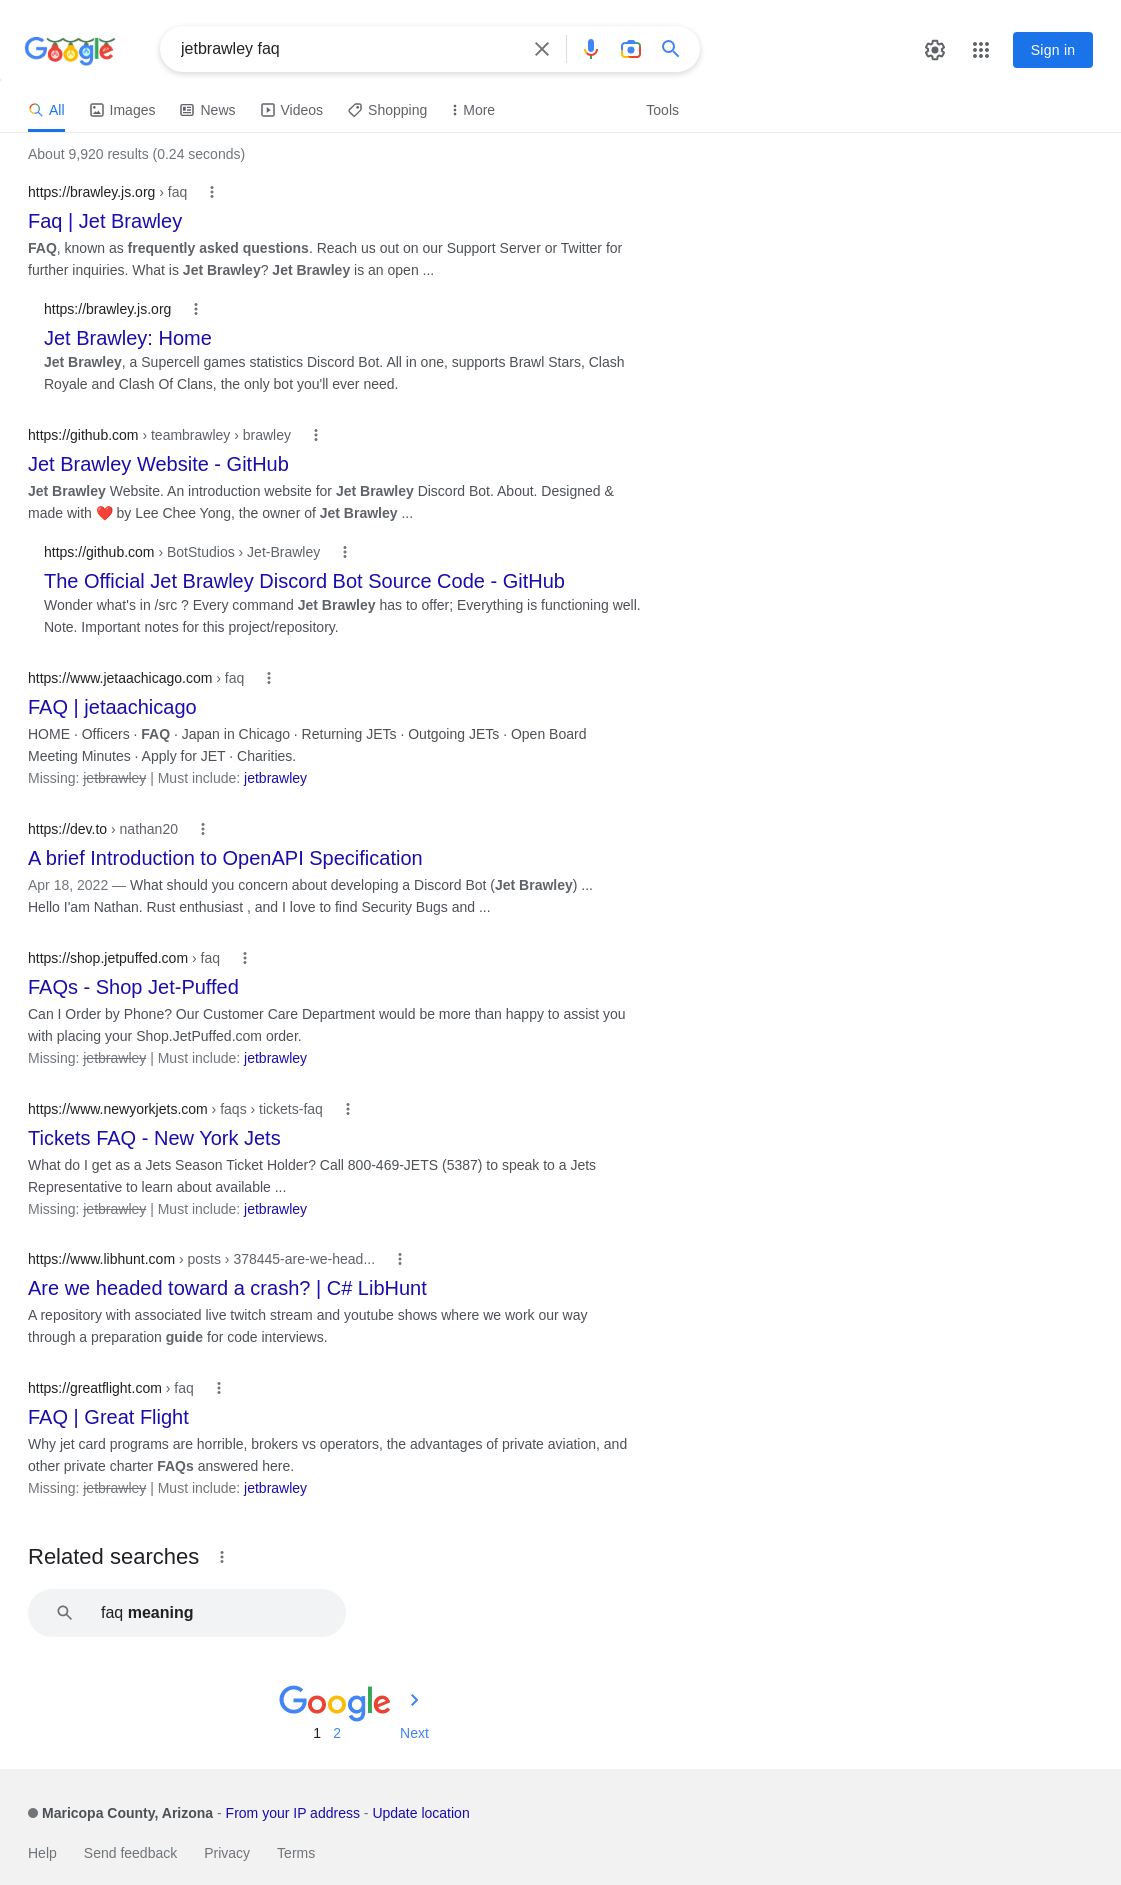 Google
jetbrawley faq
Sign in
All Images News Videos Shopping More Tools
About 9,920 results (0.24 seconds)
https://brawley.js.org › faq
Faq | Jet Brawley
FAQ, known as frequently asked questions. Reach us out on our Support Server or Twitter for
further inquiries. What is Jet Brawley? Jet Brawley is an open ...
https://brawley.js.org
Jet Brawley: Home
Jet Brawley, a Supercell games statistics Discord Bot. All in one, supports Brawl Stars, Clash
Royale and Clash Of Clans, the only bot you'll ever need.
https://github.com › teambrawley › brawley
Jet Brawley Website - GitHub
Jet Brawley Website. An introduction website for Jet Brawley Discord Bot. About. Designed &
made with ❤️ by Lee Chee Yong, the owner of Jet Brawley ...
https://github.com › BotStudios › Jet-Brawley
The Official Jet Brawley Discord Bot Source Code - GitHub
Wonder what's in /src ? Every command Jet Brawley has to offer; Everything is functioning well.
Note. Important notes for this project/repository.
https://www.jetaachicago.com › faq
FAQ | jetaachicago
HOME · Officers · FAQ · Japan in Chicago · Returning JETs · Outgoing JETs · Open Board
Meeting Minutes · Apply for JET · Charities.
Missing: jetbrawley | Must include: jetbrawley
https://dev.to › nathan20
A brief Introduction to OpenAPI Specification
Apr 18, 2022 — What should you concern about developing a Discord Bot (Jet Brawley) ...
Hello I'am Nathan. Rust enthusiast , and I love to find Security Bugs and ...
https://shop.jetpuffed.com › faq
FAQs - Shop Jet-Puffed
Can I Order by Phone? Our Customer Care Department would be more than happy to assist you
with placing your Shop.JetPuffed.com order.
Missing: jetbrawley | Must include: jetbrawley
https://www.newyorkjets.com › faqs › tickets-faq
Tickets FAQ - New York Jets
What do I get as a Jets Season Ticket Holder? Call 800-469-JETS (5387) to speak to a Jets
Representative to learn about available ...
Missing: jetbrawley | Must include: jetbrawley
https://www.libhunt.com › posts › 378445-are-we-head...
Are we headed toward a crash? | C# LibHunt
A repository with associated live twitch stream and youtube shows where we work our way
through a preparation guide for code interviews.
https://greatflight.com › faq
FAQ | Great Flight
Why jet card programs are horrible, brokers vs operators, the advantages of private aviation, and
other private charter FAQs answered here.
Missing: jetbrawley | Must include: jetbrawley
Related searches
faq meaning
Google
1 2 Next
Maricopa County, Arizona - From your IP address - Update location
Help Send feedback Privacy Terms